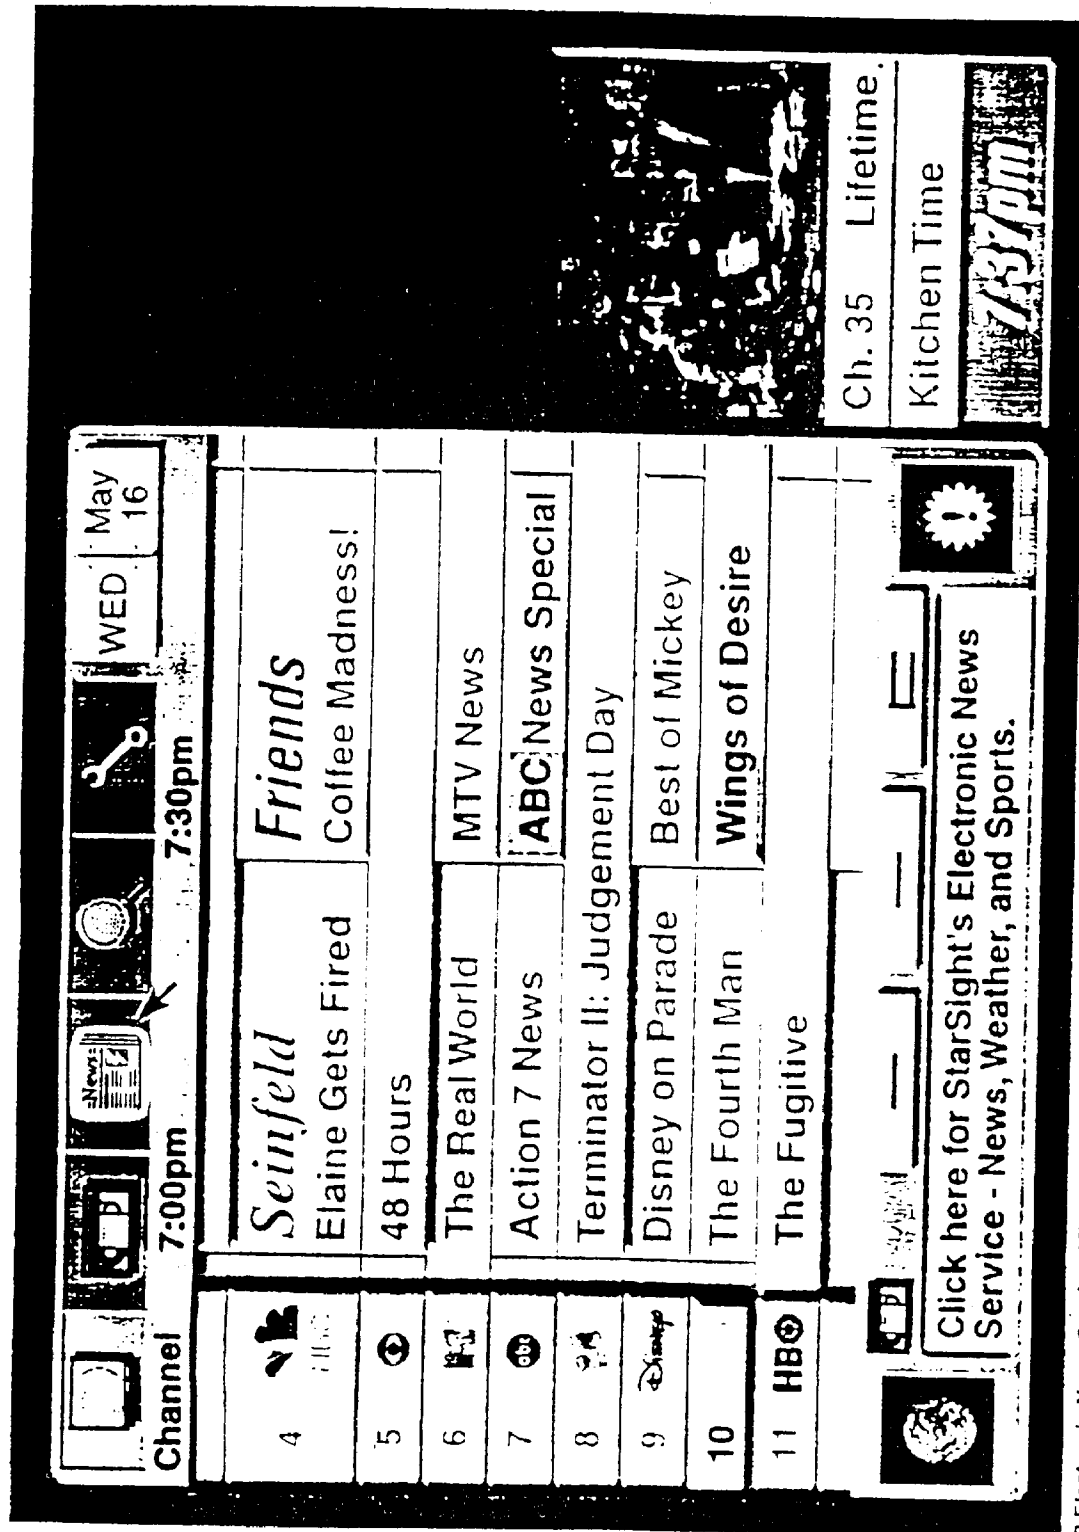 WED May 16
Channel 7:00pm 7:30pm
News
4 Seinfeld Friends
Elaine Gets Fired Coffee Madness!
5 48 Hours
6 The Real World MTV News
7 abc Action 7 News ABC News Special
8 Terminator II: Judgement Day
9 Disney Disney on Parade Best of Mickey
10 The Fourth Man Wings of Desire
11 HBO The Fugitive
Click here for StarSight's Electronic News
Service - News, Weather, and Sports.
!
Ch. 35 Lifetime
Kitchen Time
7:37pm